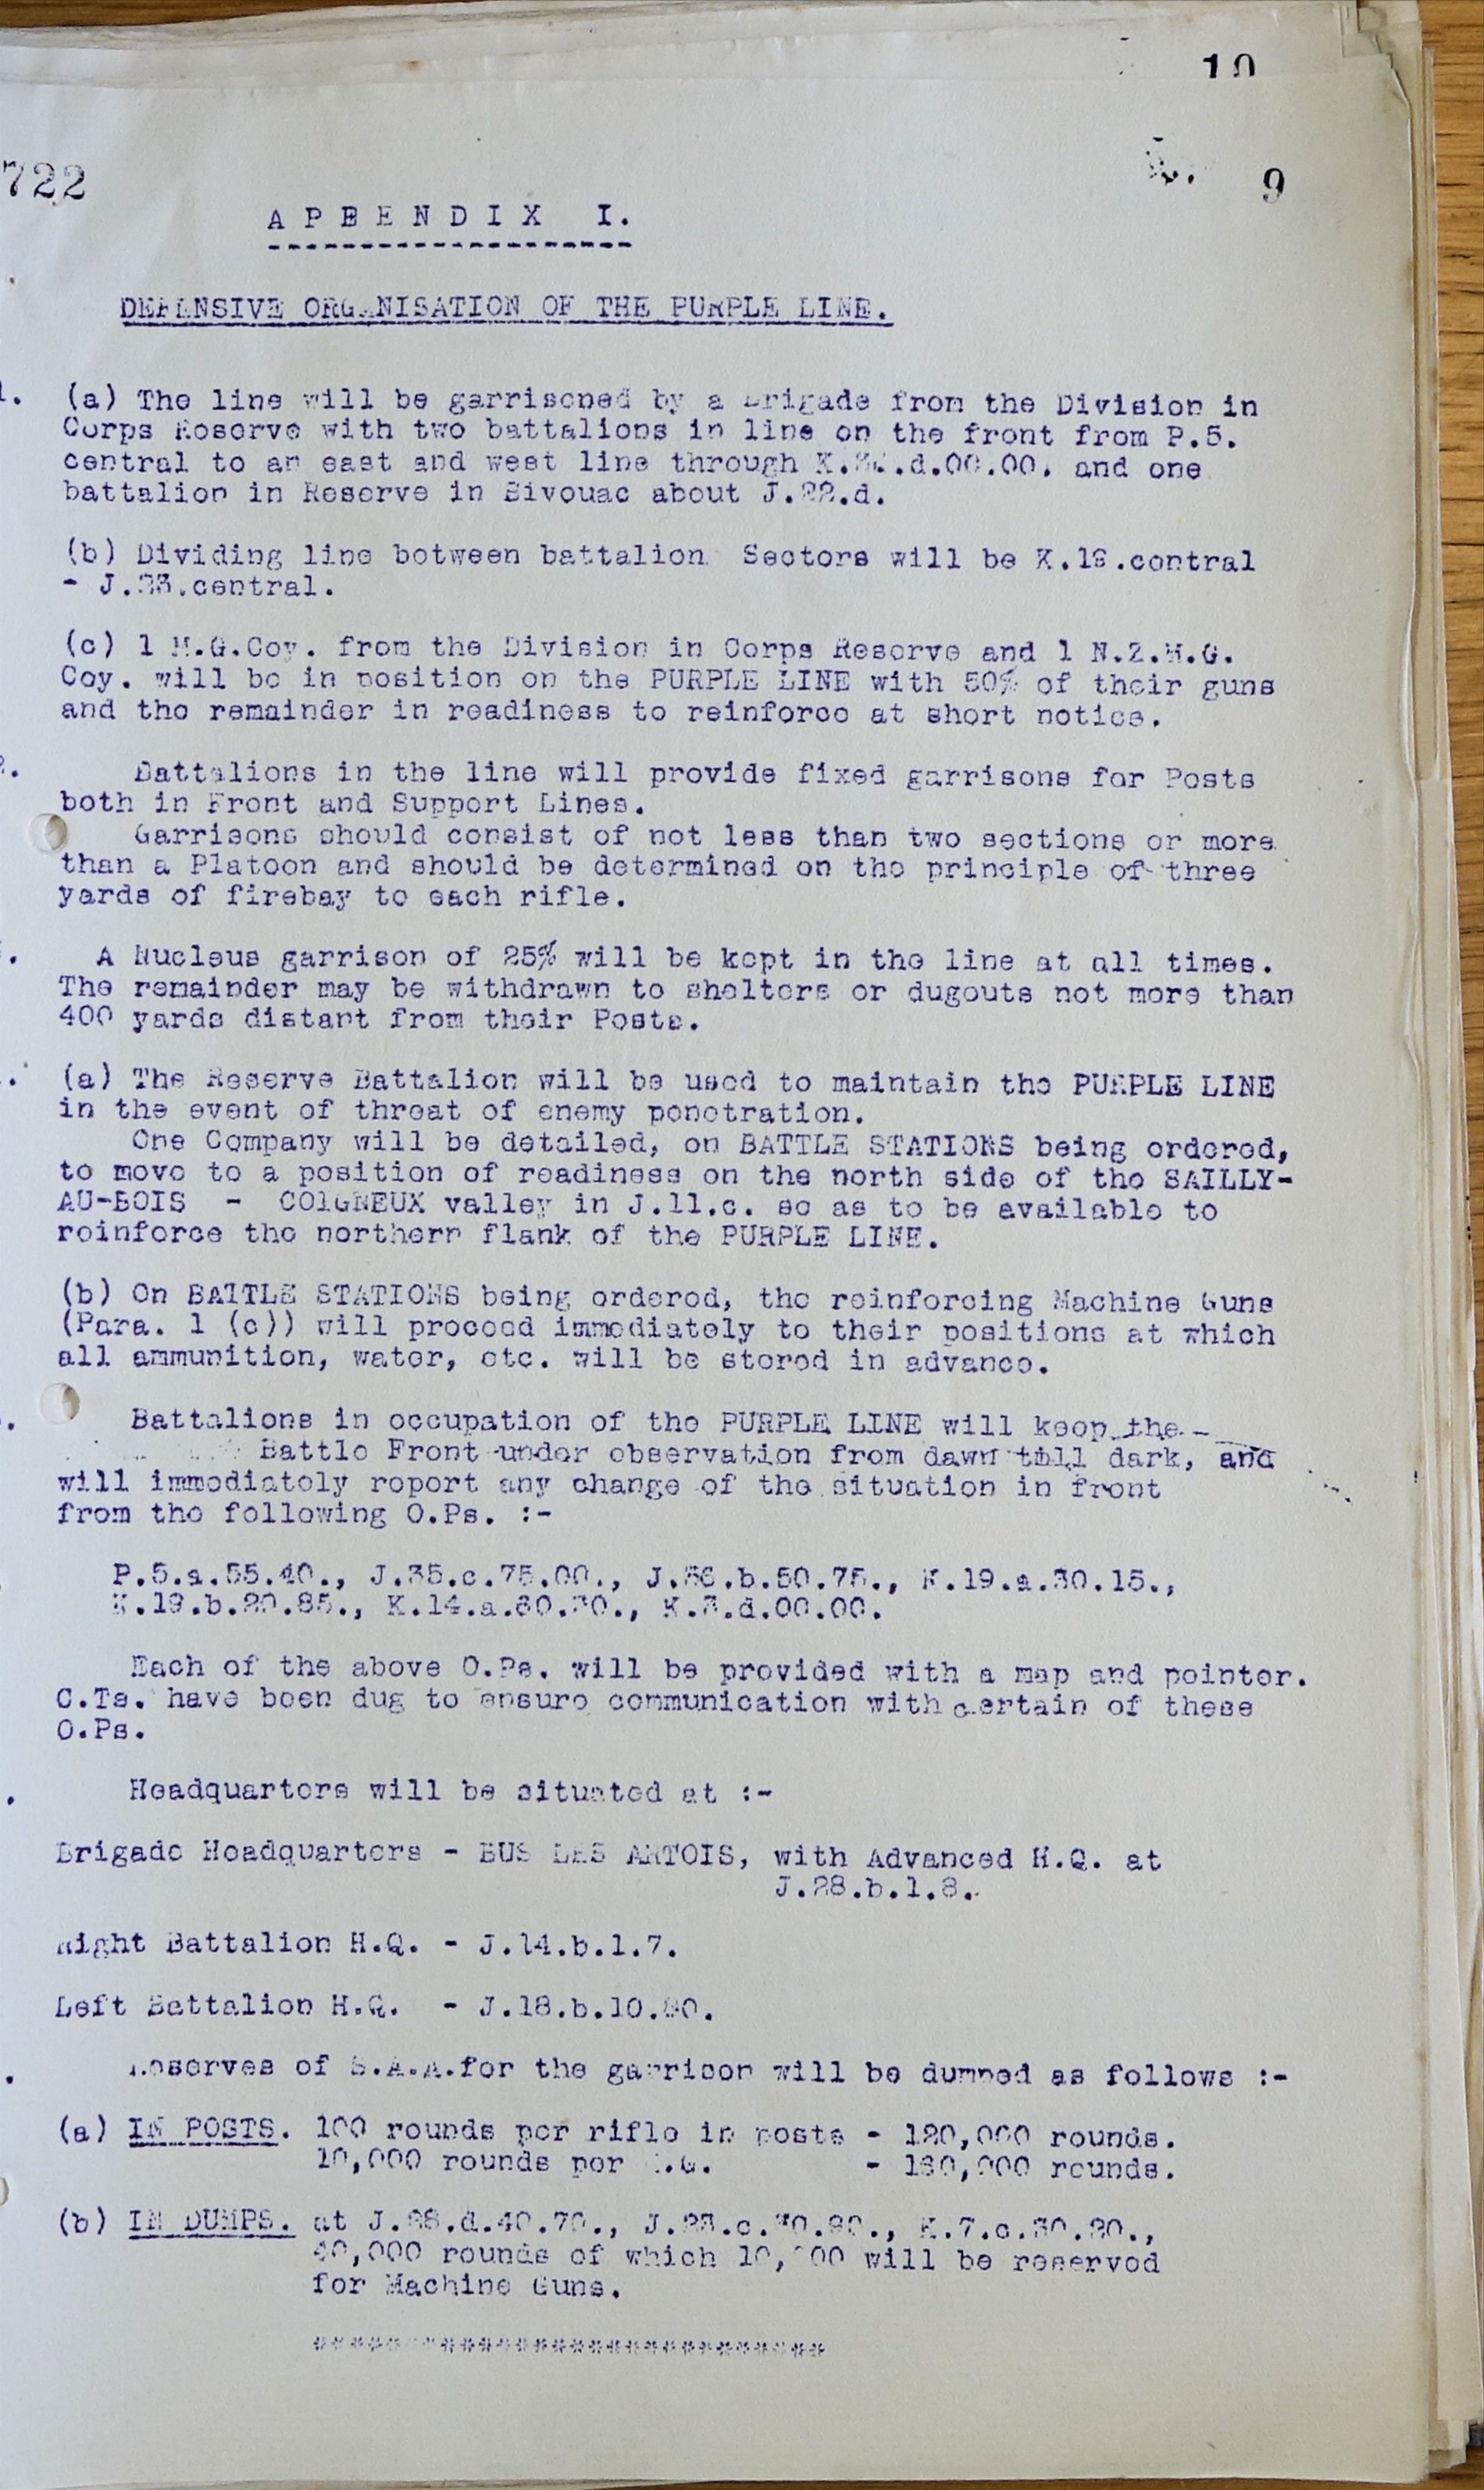 10
722
9
APPENDIX I.
DEFENSIVE ORGANISATION OF THE PURPLE LINE.
1. (a) The line will be garrisoned by a Brigade from the Division in
Corps Reserve with two battalions in line on the front from P.5.
central to an east and west line through .d.00.00. and one
battalion in Reserve in Bivouac about J.22.d.
(b) Dividing line between battalion Sectors will be central
- J.23.central.
(c) 1 M.G.Coy. from the Division in Corps Reserve and 1 N.Z.M.G.
Coy. will be in position on the PURPLE LINE with 50% of their guns
and the remainder in readiness to reinforce at short notice.
Battalions in the line will provide fixed garrisons for Posts
both in Front and Support Lines.
Garrisons should consist of not less than two sections or more
than a Platoon and should be determined on the principle of three
yards of firebay to each rifle.
A Nucleus garrison of 25% will be kept in the line at all times.
The remainder may be withdrawn to shelters or dugouts not more than
400 yards distant from their Posts.
(a) The Reserve Battalion will be used to maintain the PURPLE LINE
in the event of threat of enemy penetration.
One Company will be detailed, on BATTLE STATIONS being ordered,
to move to a position of readiness on the north side of the SAILLY-
AU-BOIS - COIGNEUX valley in J.11.c. so as to be available to
reinforce the northern flank of the PURPLE LINE.
(b) On BATTLE STATIONS being ordered, the reinforcing Machine Guns
(Para. 1 (c)) will proceed immediately to their positions at which
all ammunition, water, etc. will be stored in advance.
Battalions in occupation of the PURPLE LINE will keep the
Battle Front under observation from dawn till dark, and
will immediately report any change of the situation in front
from the following O.Ps. :-
P.5.a.55.40., J.35.c.75.00., J.36.b.50.75., K.19.a.30.15.,
K.19.b.20.85., K.14.a.60.30., K.3.d.00.00.
Each of the above O.Ps. will be provided with a map and pointer.
C.Ts. have been dug to ensure communication with certain of these
O.Ps.
Headquarters will be situated at :-
Brigade Headquarters - BUS LES ARTOIS, with Advanced H.Q. at
J.28.b.1.8.
Right Battalion H.Q. - J.14.b.1.7.
Left Battalion H.Q. - J.18.b.10.
Reserves of S.A.A.for the garrison will be dumped as follows :-
(a) IN POSTS. 100 rounds per rifle in posts - 120,000 rounds.
10,000 rounds per M.G. - rounds.
(b) IN DUMPS. at J.28.d.40.70., J.23.c. K.7.c.30.20.,
40,000 rounds of which 10,000 will be reserved
for Machine Guns.